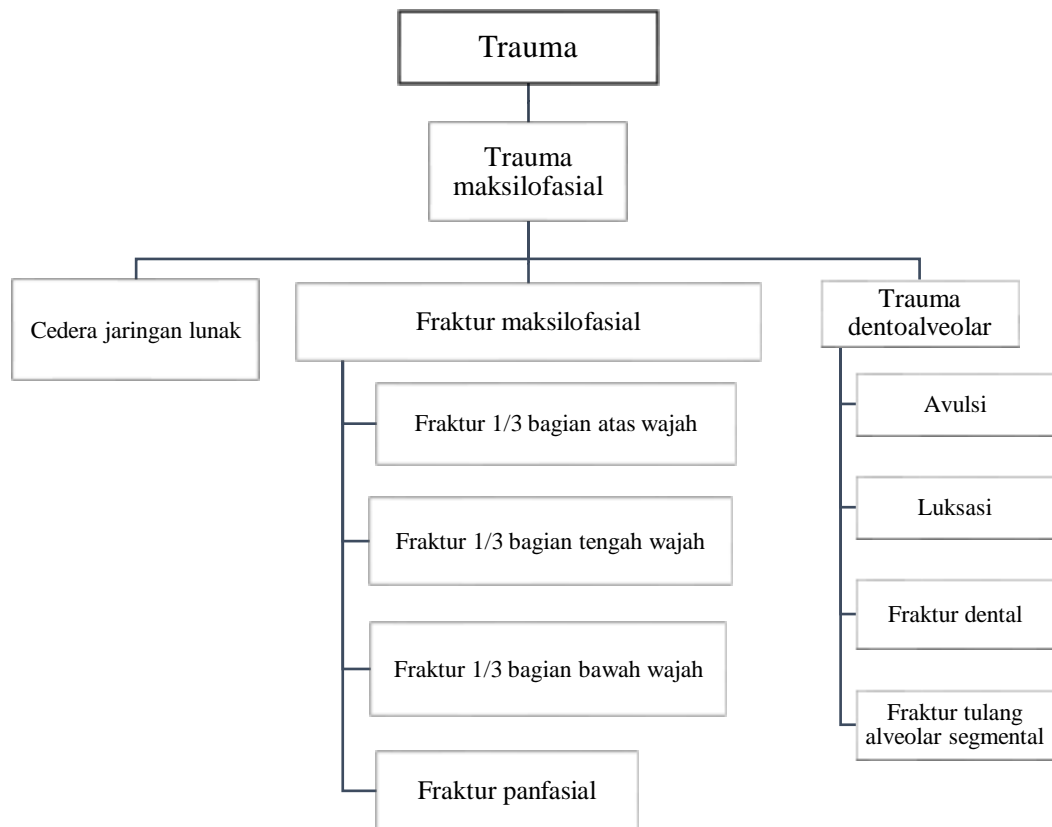 Trauma
Trauma
maksilofasial
Cedera jaringan lunak
Fraktur maksilofasial
Fraktur 1/3 bagian atas wajah
Fraktur 1/3 bagian tengah wajah
Fraktur 1/3 bagian bawah wajah
Fraktur panfasial
Trauma
dentoalveolar
Avulsi
Luksasi
Fraktur dental
Fraktur tulang
alveolar segmental